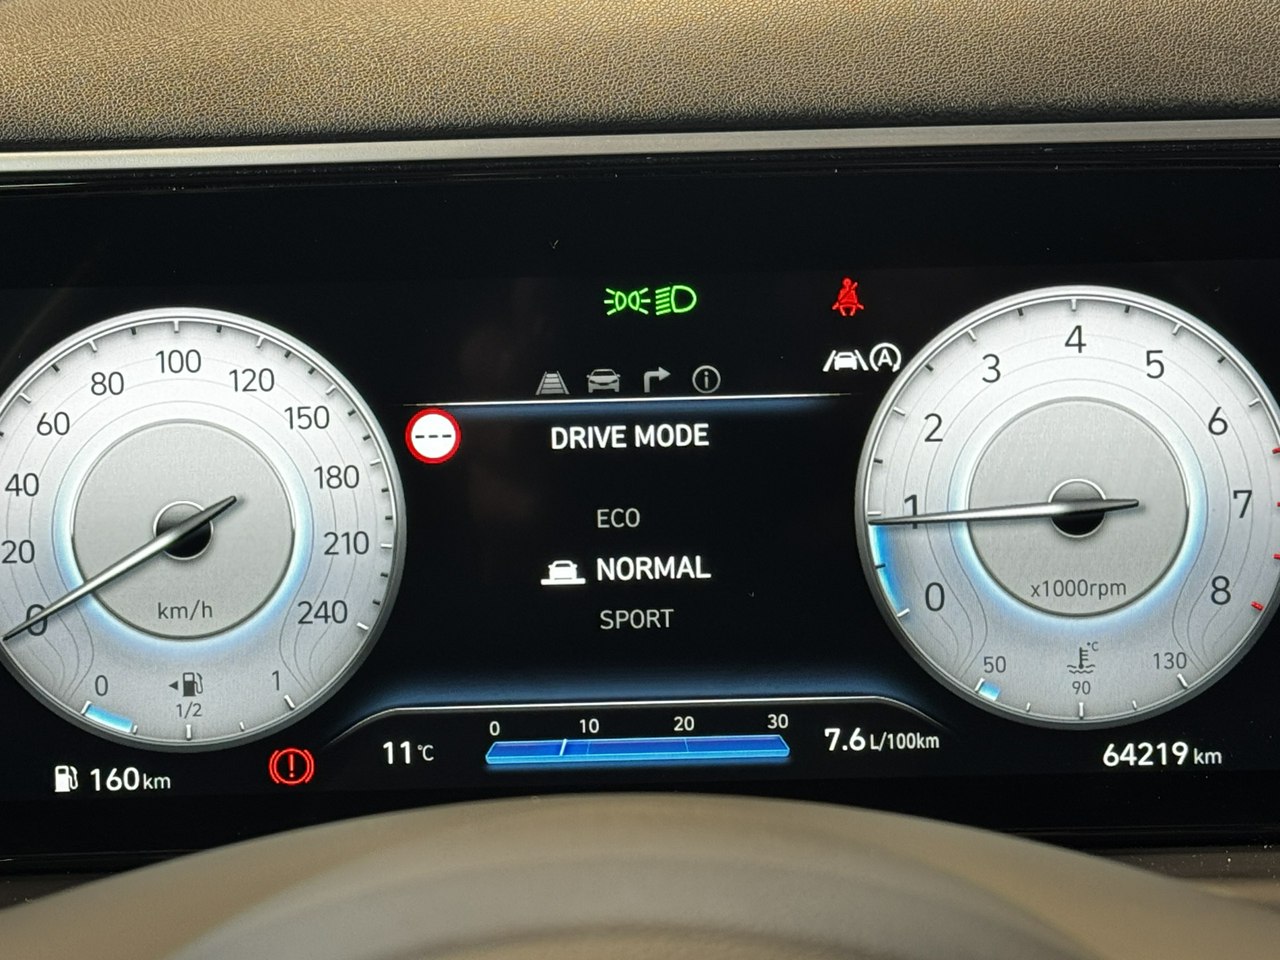 0
20
40
60
80
100
120
150
180
210
240
km/h
0
1/2
1
160 km
---
DRIVE MODE
ECO
NORMAL
SPORT
11 °C
0 10 20 30
7.6 L/100km
A
0
1
2
3
4
5
6
7
8
x1000rpm
°C
50
90
130
64219 km